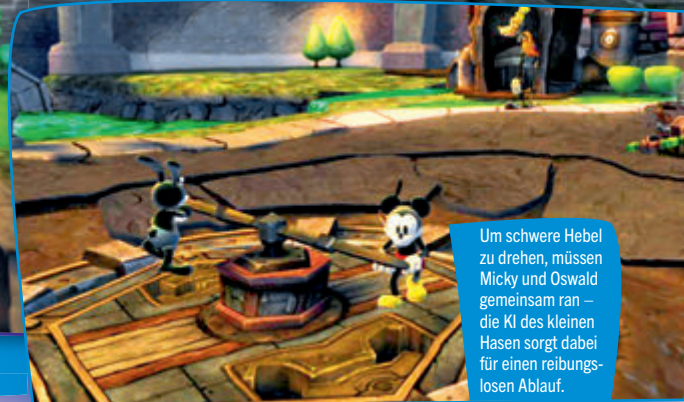 Um schwere Hebel
zu drehen, müssen
Micky und Oswald
gemeinsam ran –
die KI des kleinen
Hasen sorgt dabei
für einen reibungs-
losen Ablauf.